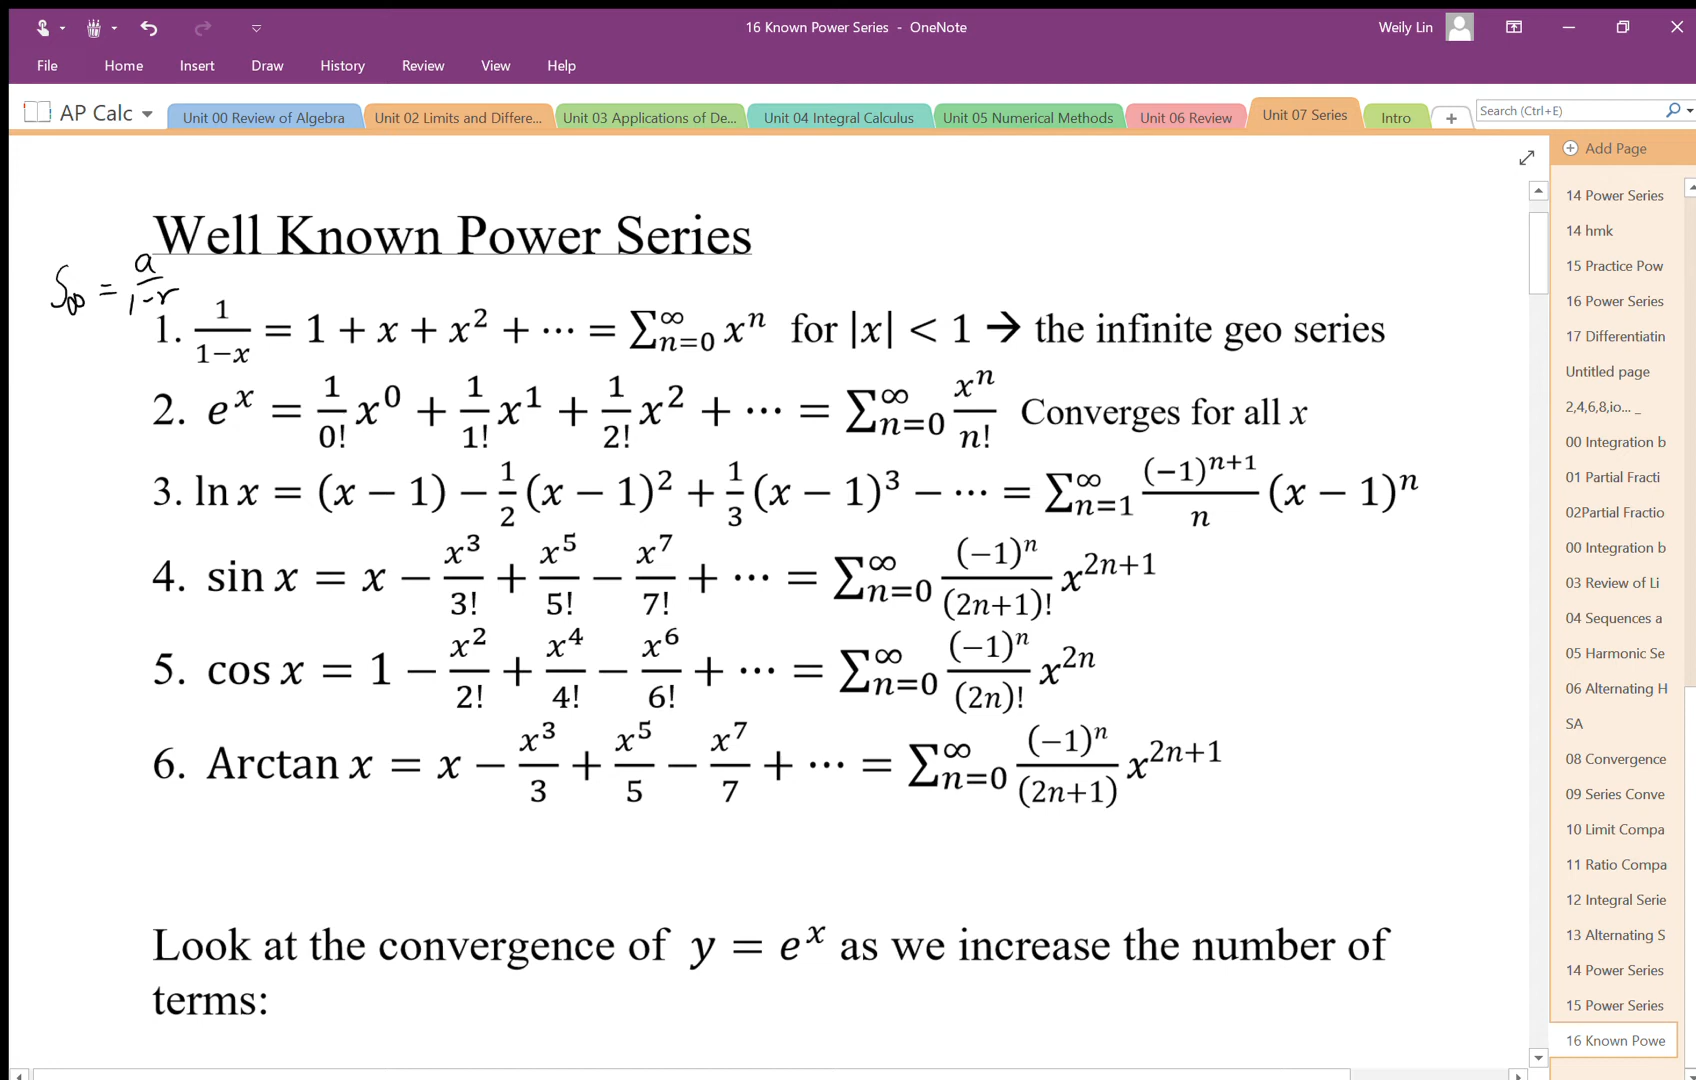 16 Known Power Series - OneNote
Weily Lin
File Home Insert Draw History Review View Help
AP Calc
Unit 00 Review of Algebra
Unit 02 Limits and Differe...
Unit 03 Applications of De...
Unit 04 Integral Calculus
Unit 05 Numerical Methods
Unit 06 Review
Unit 07 Series
Intro
Search (Ctrl+E)
Well Known Power Series
S∞ = a/(1-r)
1. 1/(1−x) = 1 + x + x² + ⋯ = ∑_{n=0}^{∞} xⁿ for |x| < 1 → the infinite geo series
2. eˣ = 1/0! x⁰ + 1/1! x¹ + 1/2! x² + ⋯ = ∑_{n=0}^{∞} xⁿ/n! Converges for all x
3. ln x = (x − 1) − 1/2 (x − 1)² + 1/3 (x − 1)³ − ⋯ = ∑_{n=1}^{∞} (−1)ⁿ⁺¹/n (x − 1)ⁿ
4. sin x = x − x³/3! + x⁵/5! − x⁷/7! + ⋯ = ∑_{n=0}^{∞} (−1)ⁿ/(2n+1)! x²ⁿ⁺¹
5. cos x = 1 − x²/2! + x⁴/4! − x⁶/6! + ⋯ = ∑_{n=0}^{∞} (−1)ⁿ/(2n)! x²ⁿ
6. Arctan x = x − x³/3 + x⁵/5 − x⁷/7 + ⋯ = ∑_{n=0}^{∞} (−1)ⁿ/(2n+1) x²ⁿ⁺¹
Look at the convergence of y = eˣ as we increase the number of
terms:
Add Page
14 Power Series
14 hmk
15 Practice Pow
16 Power Series
17 Differentiatin
Untitled page
2,4,6,8,io... _
00 Integration b
01 Partial Fracti
02Partial Fractio
00 Integration b
03 Review of Li
04 Sequences a
05 Harmonic Se
06 Alternating H
SA
08 Convergence
09 Series Conve
10 Limit Compa
11 Ratio Compa
12 Integral Serie
13 Alternating S
14 Power Series
15 Power Series
16 Known Powe